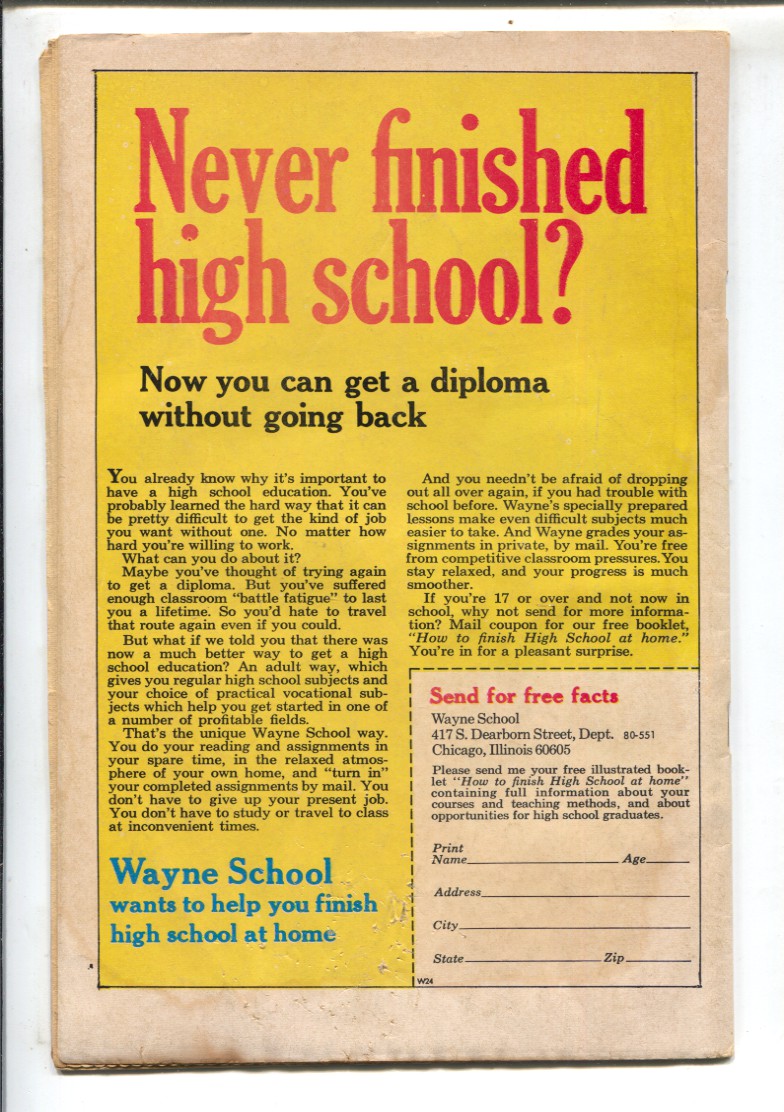 Never finished
high school?
Now you can get a diploma
without going back
You already know why it's important to
have a high school education. You've
probably learned the hard way that it can
be pretty difficult to get the kind of job
you want without one. No matter how
hard you're willing to work.
What can you do about it?
Maybe you've thought of trying again
to get a diploma. But you've suffered
enough classroom "battle fatigue" to last
you a lifetime. So you'd hate to travel
that route again even if you could.
But what if we told you that there was
now a much better way to get a high
school education? An adult way, which
gives you regular high school subjects and
your choice of practical vocational sub-
jects which help you get started in one of
a number of profitable fields.
That's the unique Wayne School way.
You do your reading and assignments in
your spare time, in the relaxed atmos-
phere of your own home, and "turn in"
your completed assignments by mail. You
don't have to give up your present job.
You don't have to study or travel to class
at inconvenient times.
Wayne School
wants to help you finish
high school at home
And you needn't be afraid of dropping
out all over again, if you had trouble with
school before. Wayne's specially prepared
lessons make even difficult subjects much
easier to take. And Wayne grades your as-
signments in private, by mail. You're free
from competitive classroom pressures. You
stay relaxed, and your progress is much
smoother.
If you're 17 or over and not now in
school, why not send for more informa-
tion? Mail coupon for our free booklet,
"How to finish High School at home."
You're in for a pleasant surprise.
Send for free facts
Wayne School
417 S. Dearborn Street, Dept. 80-551
Chicago, Illinois 60605
Please send me your free illustrated book-
let "How to finish High School at home"
containing full information about your
courses and teaching methods, and about
opportunities for high school graduates.
Print
Name Age
Address
City
State Zip
W24